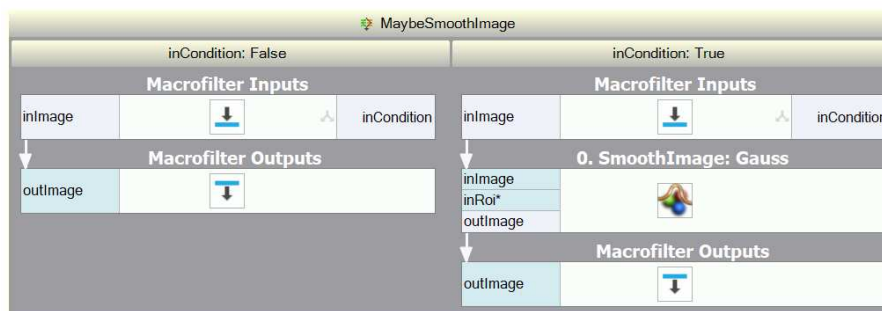 MaybeSmoothImage
inCondition: False
Macrofilter Inputs
inImage
inCondition
Macrofilter Outputs
outImage
inCondition: True
Macrofilter Inputs
inImage
inCondition
0. SmoothImage: Gauss
inImage
inRoi*
outImage
Macrofilter Outputs
outImage